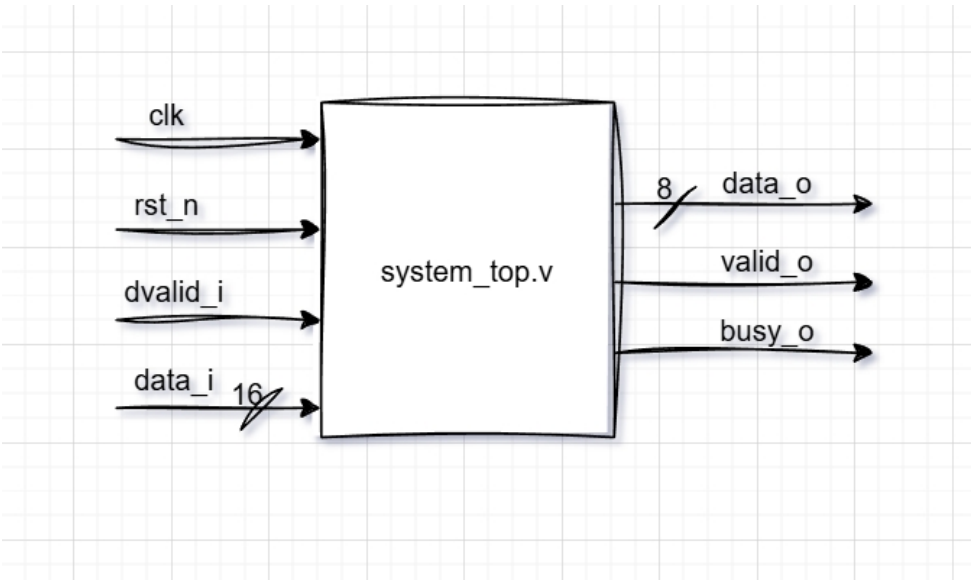 clk
rst_n
dvalid_i
data_i 16
system_top.v
8 data_o
valid_o
busy_o